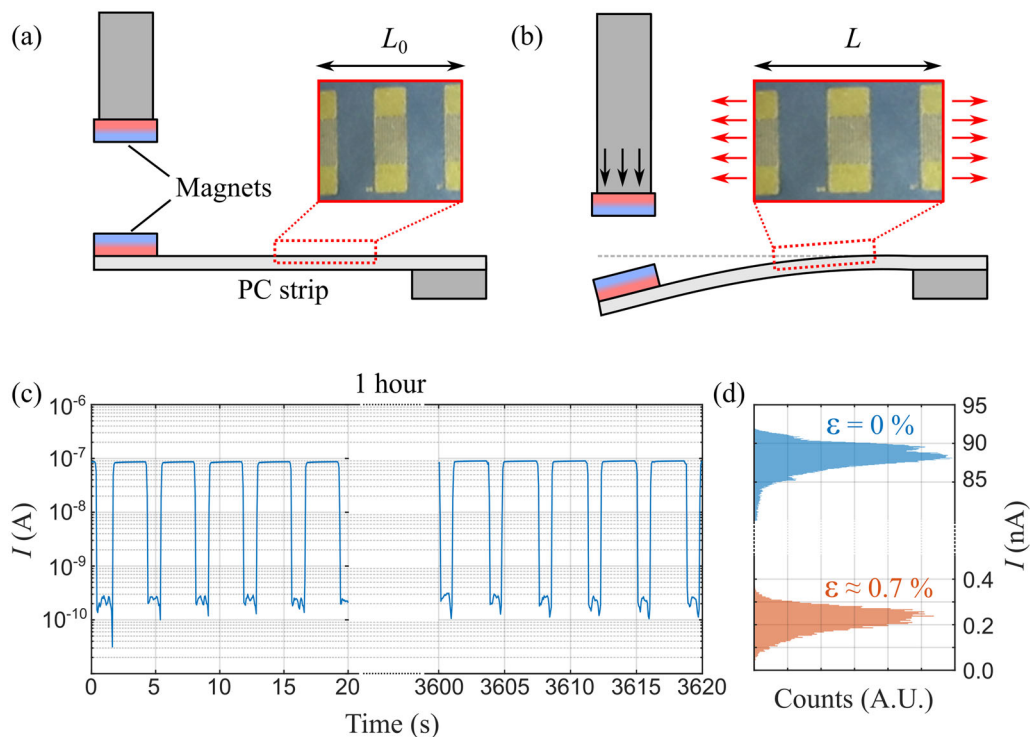 (a)
L₀
Magnets
PC strip
(b)
L
(c)
1 hour
10⁻⁶
10⁻⁷
10⁻⁸
10⁻⁹
10⁻¹⁰
I (A)
0 5 10 15 20 3600 3605 3610 3615 3620
Time (s)
(d)
ε = 0 %
ε ≈ 0.7 %
95
90
85
0.4
0.2
0.0
I (nA)
Counts (A.U.)